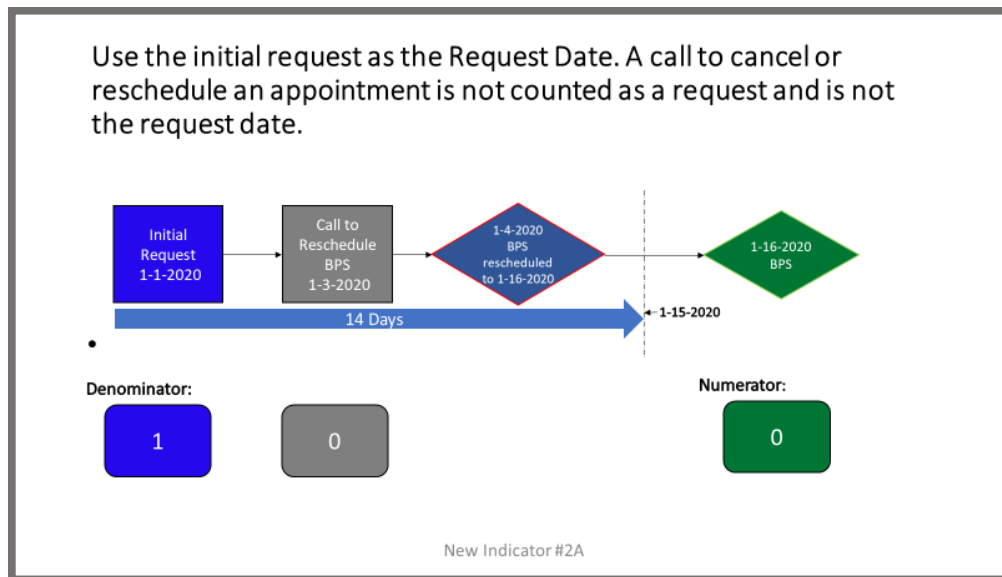 Use the initial request as the Request Date. A call to cancel or
reschedule an appointment is not counted as a request and is not
the request date.
Initial
Request
1-1-2020
Call to
Reschedule
BPS
1-3-2020
1-4-2020
BPS
rescheduled
to 1-16-2020
1-16-2020
BPS
14 Days
1-15-2020
•
Denominator:
Numerator:
1
0
0
New Indicator #2A